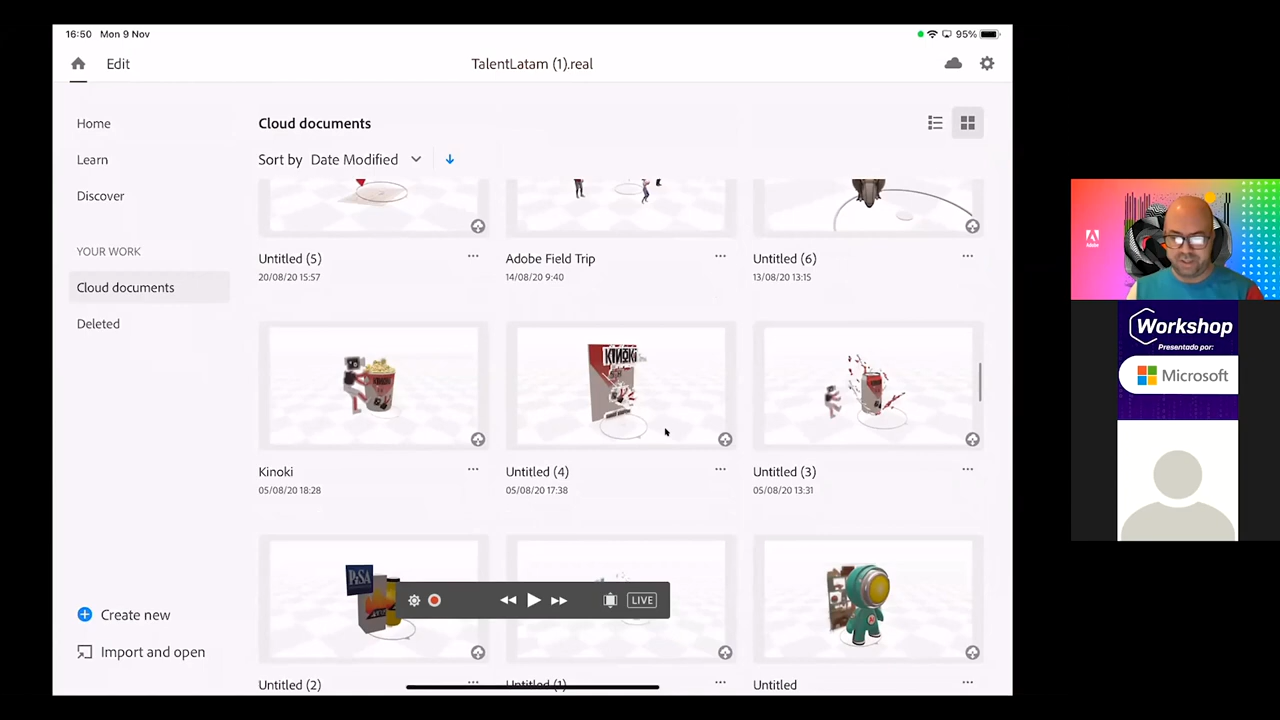 16:50 Mon 9 Nov
95%
Edit
TalentLatam (1).real
Home
Learn
Discover
YOUR WORK
Cloud documents
Deleted
Create new
Import and open
Cloud documents
Sort by Date Modified
Untitled (5)
20/08/20 15:57
Adobe Field Trip
14/08/20 9:40
Untitled (6)
13/08/20 13:15
KINOKI
Kinoki
05/08/20 18:28
Untitled (4)
05/08/20 17:38
Untitled (3)
05/08/20 13:31
LIVE
Untitled (2)
Untitled (1)
Untitled
Adobe
Workshop
Presentado por:
Microsoft